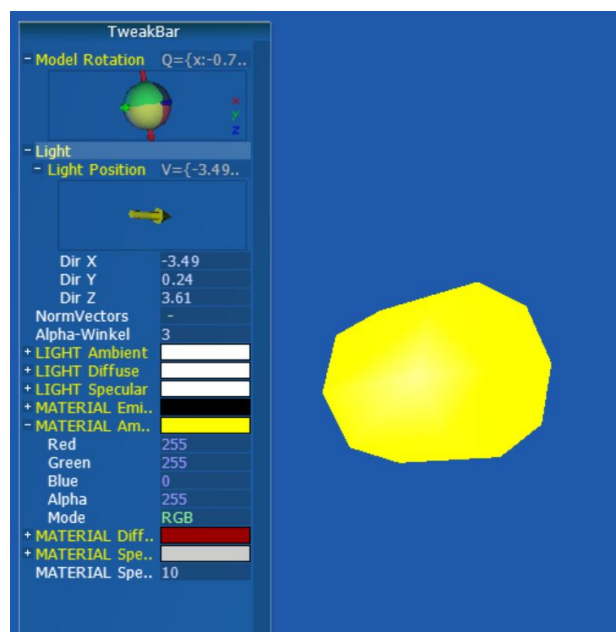 TweakBar
- Model Rotation Q={x:-0.7..
x
y
z
- Light
- Light Position V={-3.49..
Dir X -3.49
Dir Y 0.24
Dir Z 3.61
NormVectors -
Alpha-Winkel 3
+ LIGHT Ambient
+ LIGHT Diffuse
+ LIGHT Specular
+ MATERIAL Emi..
- MATERIAL Am..
Red 255
Green 255
Blue 0
Alpha 255
Mode RGB
+ MATERIAL Diff..
+ MATERIAL Spe..
MATERIAL Spe.. 10